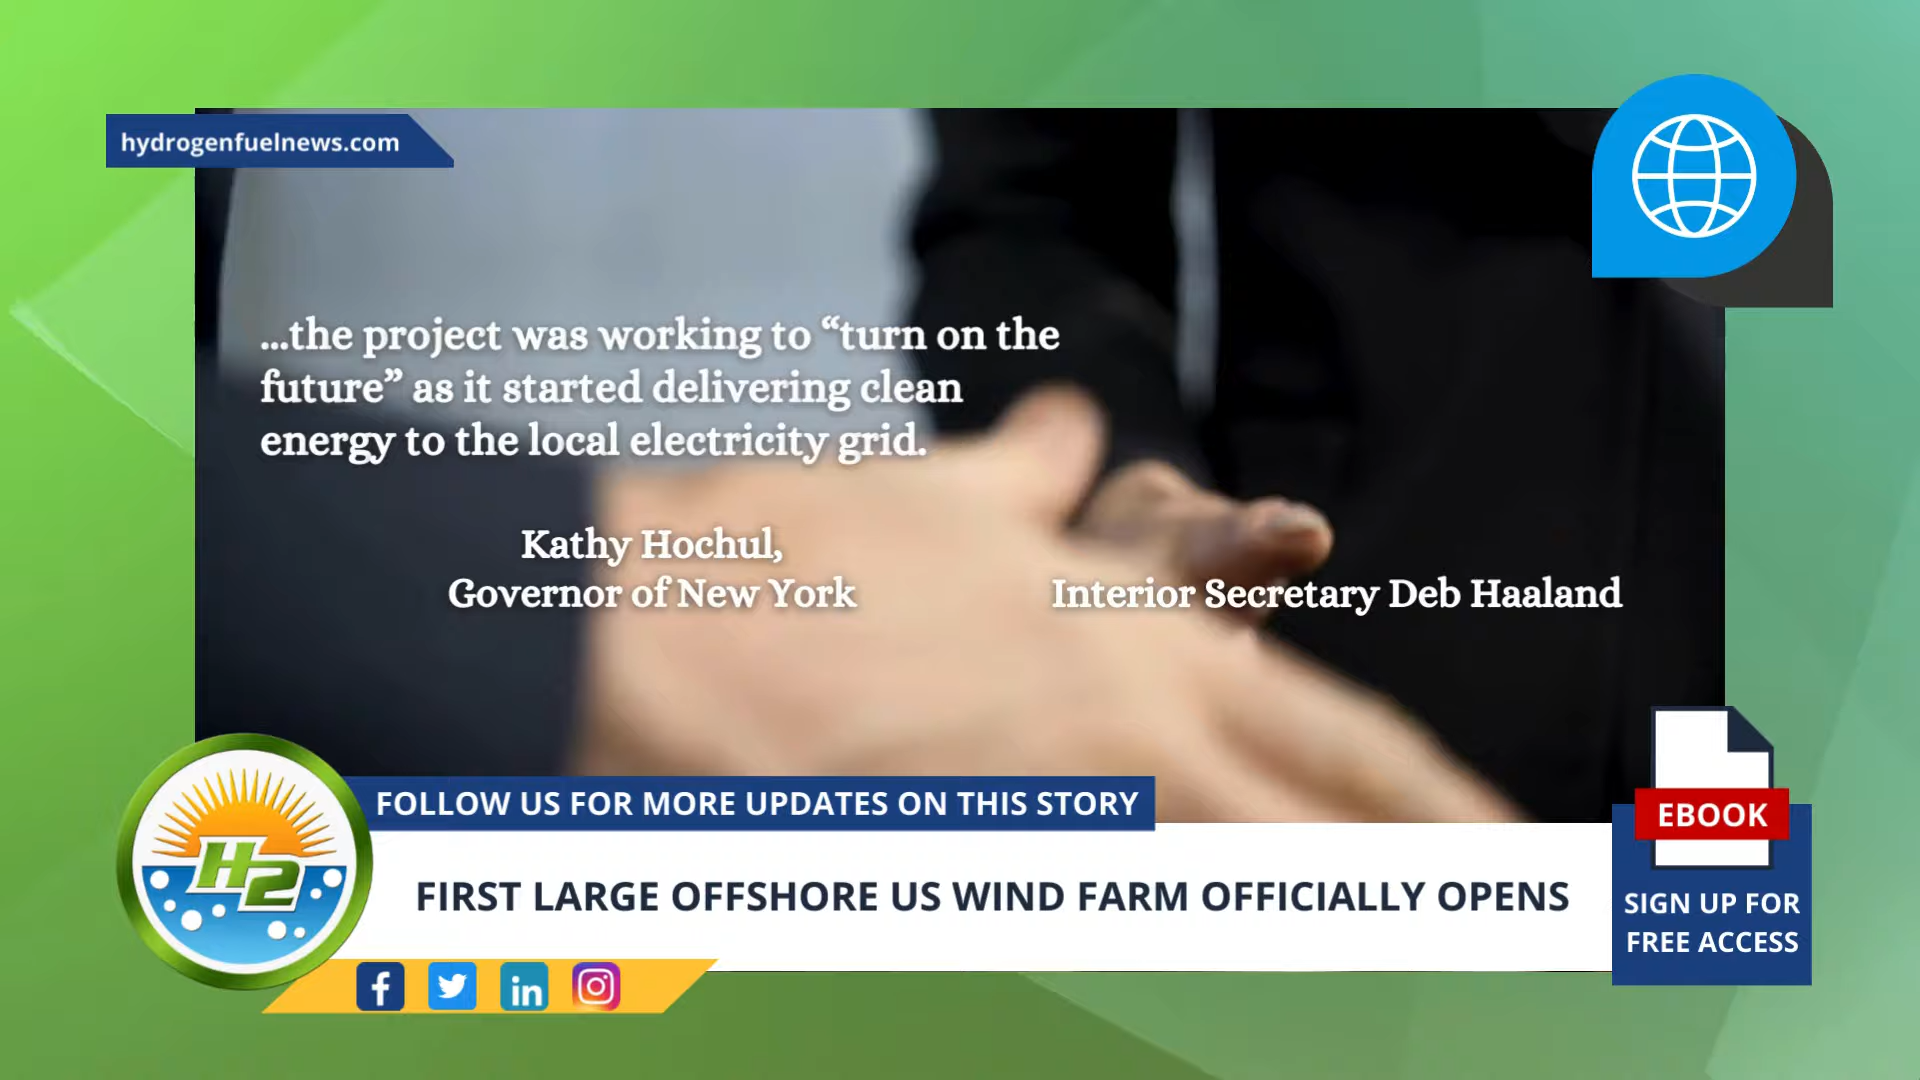 hydrogenfuelnews.com
...the project was working to “turn on the
future” as it started delivering clean
energy to the local electricity grid.
Kathy Hochul,
Governor of New York
Interior Secretary Deb Haaland
FOLLOW US FOR MORE UPDATES ON THIS STORY
FIRST LARGE OFFSHORE US WIND FARM OFFICIALLY OPENS
H2
EBOOK
SIGN UP FOR
FREE ACCESS